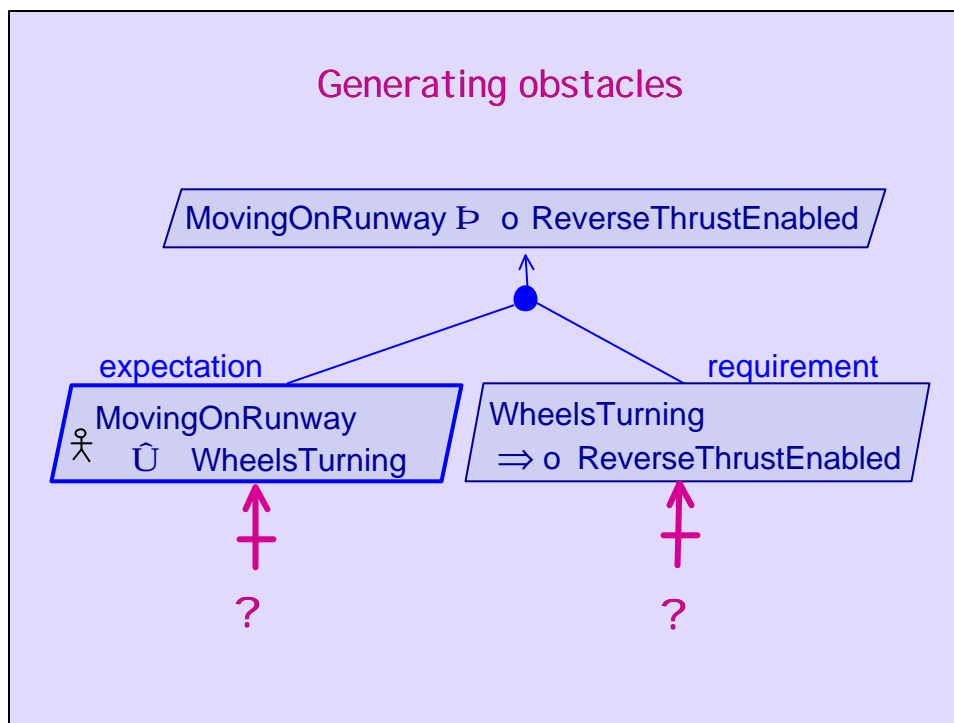 Generating obstacles
MovingOnRunway Þ o ReverseThrustEnabled
expectation
requirement
MovingOnRunway
Û WheelsTurning
WheelsTurning
⇒ o ReverseThrustEnabled
?
?